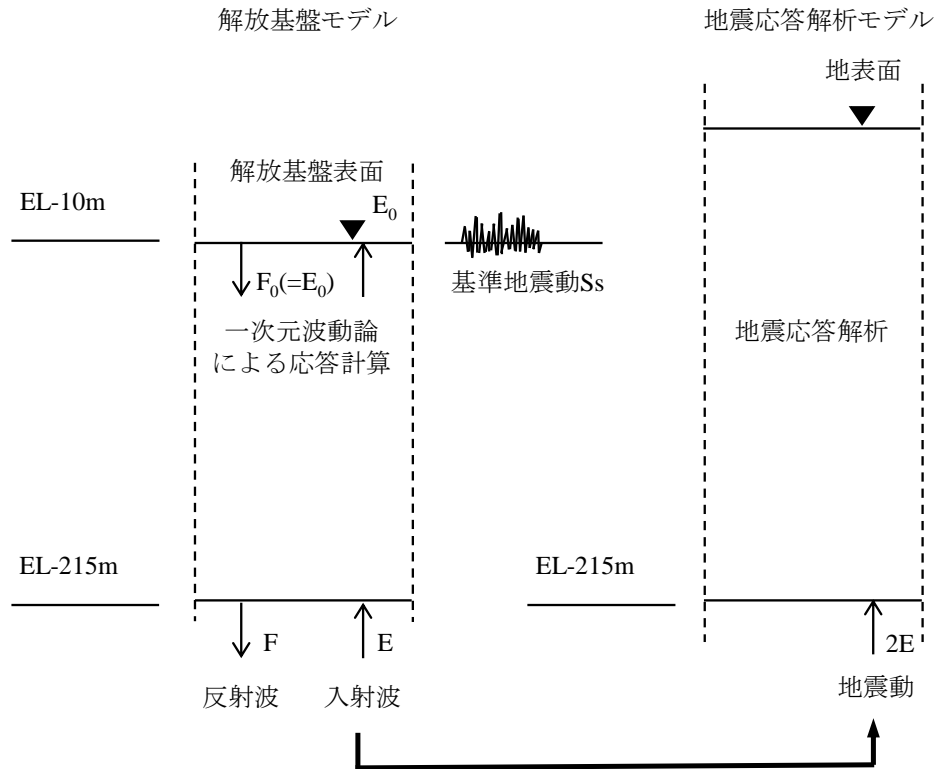 解放基盤モデル
地震応答解析モデル
地表面
解放基盤表面
EL-10m
E₀
F₀(=E₀)
基準地震動Ss
一次元波動論
による応答計算
地震応答解析
EL-215m
EL-215m
F
E
2E
反射波
入射波
地震動